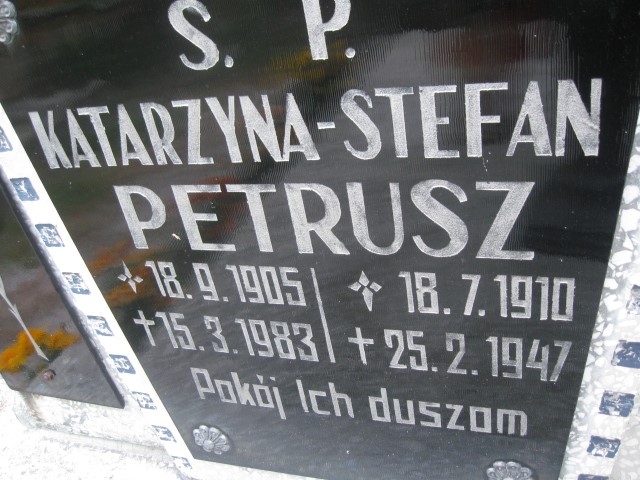 Ś. P.
KATARZYNA-STEFAN
PETRUSZ
18.9.1905 18.7.1910
✝15.3.1983 ✝25.2.1947
Pokój Ich duszom